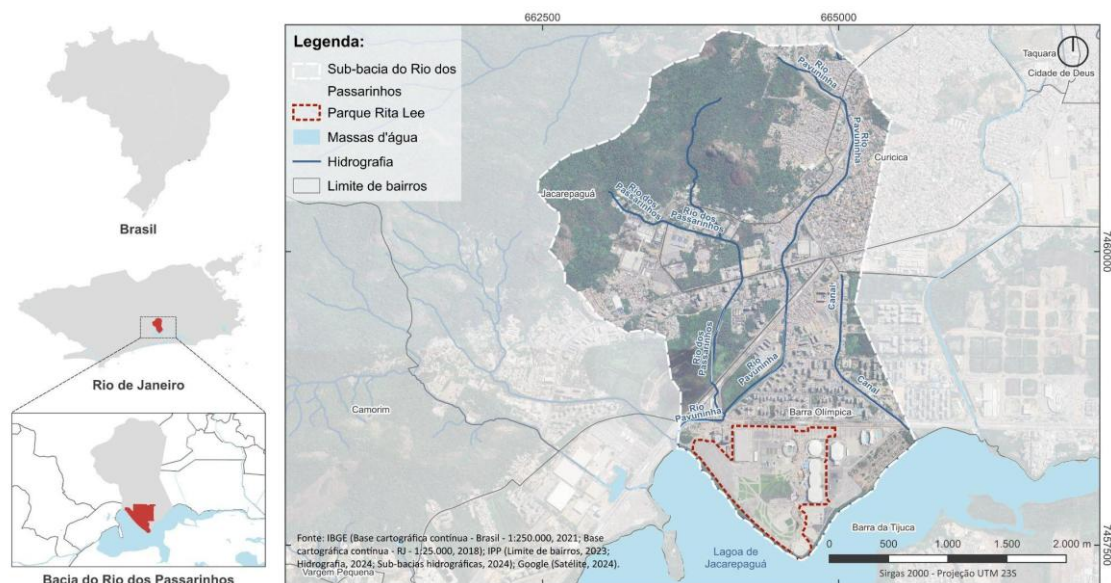 662500
665000
Legenda:
Sub-bacia do Rio dos
Passarinhos
Parque Rita Lee
Massas d'água
Hidrografia
Limite de bairros
Brasil
Rio de Janeiro
Bacia do Rio dos Passarinhos
Taquara
Cidade de Deus
Rio
Pavuninha
Rio
Pavuninha
Curicica
Jacarepaguá
Rio dos
Passarinhos
Rio dos
Passarinhos
7460000
Canal
Rio dos
Passarinhos
Rio
Pavuninha
Canal
Camorim
Rio
Pavuninha
Barra Olímpica
Barra da Tijuca
Lagoa de
Jacarepaguá
Vargem Pequena
Fonte: IBGE (Base cartográfica contínua - Brasil - 1:250.000, 2021; Base
cartográfica contínua - RJ - 1:25.000, 2018); IPP (Limite de bairros, 2023;
Hidrografia, 2024; Sub-bacias hidrográficas, 2024); Google (Satélite, 2024).
0 500 1.000 1.500 2.000 m
Sirgas 2000 - Projeção UTM 23S
7457500